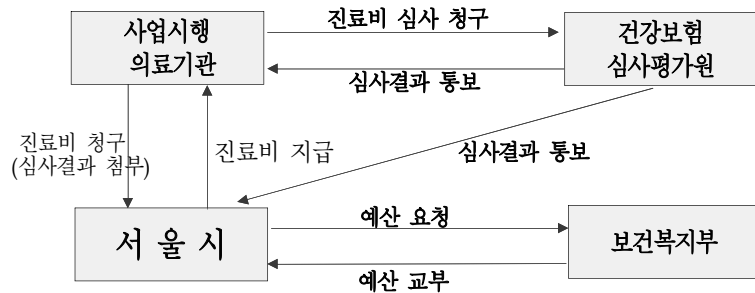 사업시행
의료기관
진료비 심사 청구
건강보험
심사평가원
심사결과 통보
진료비 청구
(심사결과 첨부)
진료비 지급
심사결과 통보
서 울 시
예산 요청
보건복지부
예산 교부